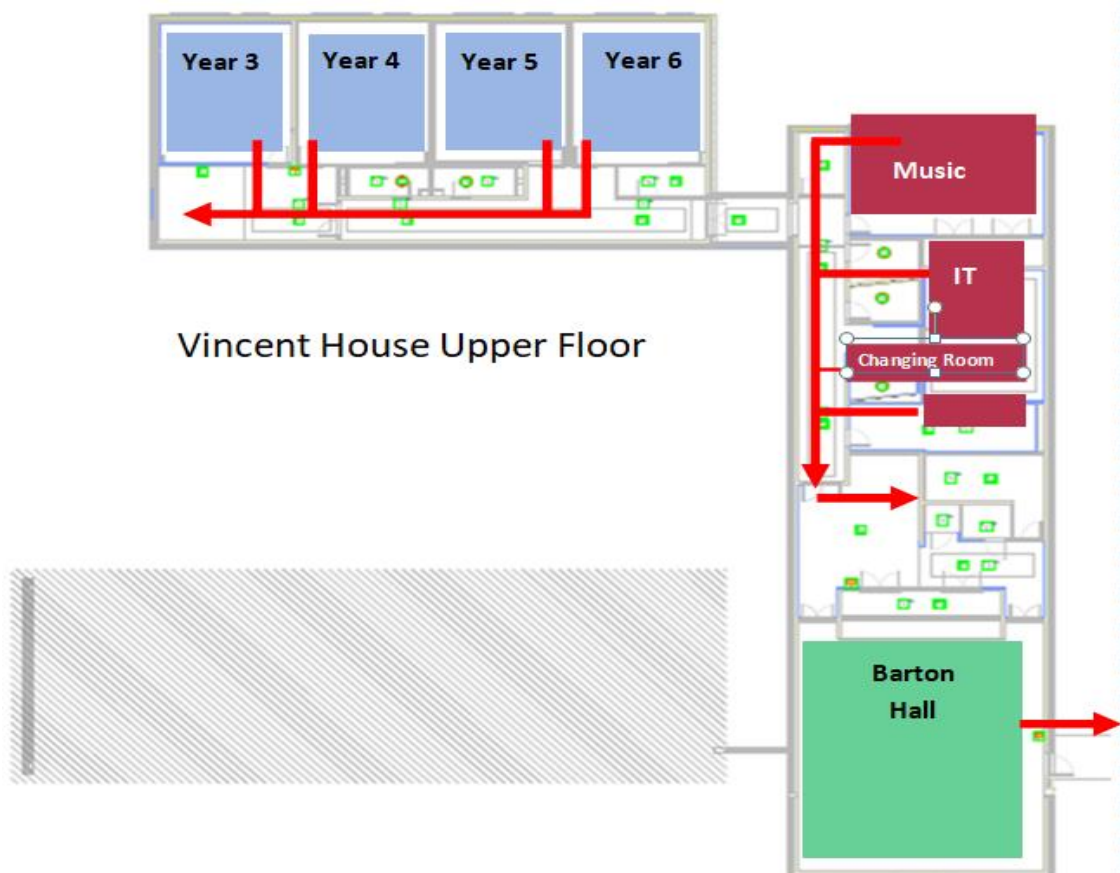 Year 3
Year 4
Year 5
Year 6
Music
IT
Vincent House Upper Floor
Changing Room
Barton
Hall